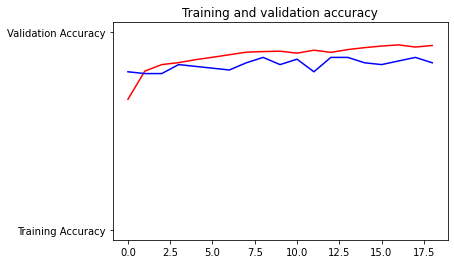 Training and validation accuracy
Validation Accuracy
Training Accuracy
0.0 2.5 5.0 7.5 10.0 12.5 15.0 17.5